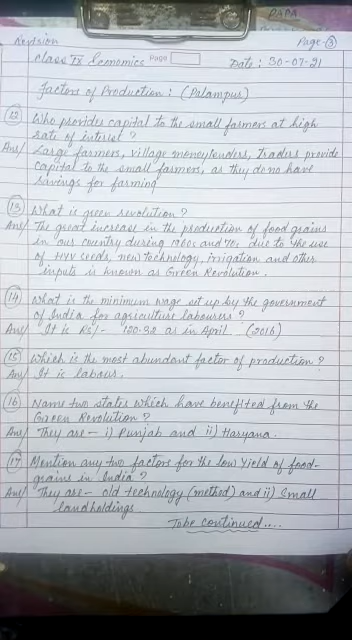 PAPA
Revision
Page-3
Class IX Economics Page
Date: 30-07-21
Factors of Production: (Palampur)
12 Who provides capital to the small farmers at high
rate of interest?
Ans/ Large farmers, village moneylenders, traders provide
capital to the small farmers, as they do no have
savings for farming
13 What is green revolution?
Ans/ The great increase in the production of food grains
in our country during 1960s and 70s due to the use
of HYV seeds, new technology, irrigation and other
inputs is known as Green Revolution.
14 What is the minimum wage set up by the government
of India for agriculture labourers?
Ans/ It is Rs/- 120.32 as in April (2016)
15 Which is the most abundant factor of production?
Ans/ It is labour.
16 Name two states which have benefited from the
Green Revolution?
Ans/ They are - i) Punjab and ii) Haryana.
17 Mention any two factors for the low yield of food-
grains in India?
Ans/ They are - old technology (method) and ii) Small
landholdings
To be continued....